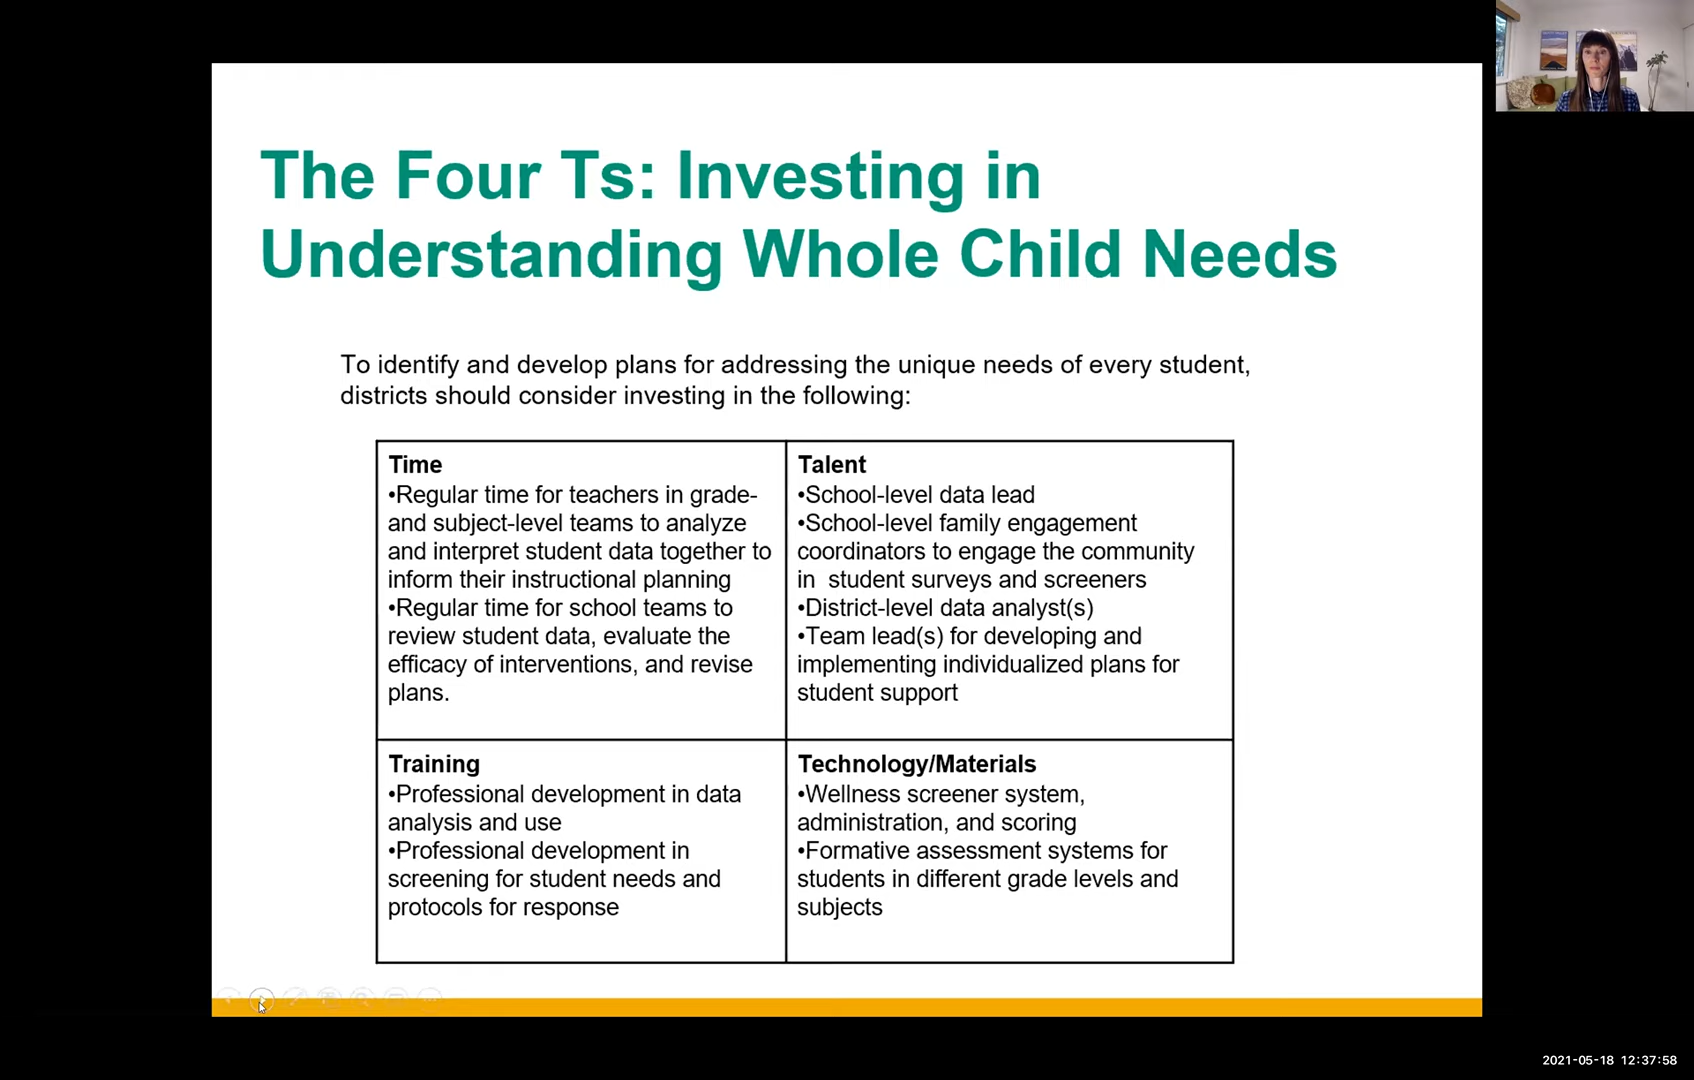 The Four Ts: Investing in
Understanding Whole Child Needs
To identify and develop plans for addressing the unique needs of every student,
districts should consider investing in the following:
Time
•Regular time for teachers in grade-
and subject-level teams to analyze
and interpret student data together to
inform their instructional planning
•Regular time for school teams to
review student data, evaluate the
efficacy of interventions, and revise
plans.
Talent
•School-level data lead
•School-level family engagement
coordinators to engage the community
in  student surveys and screeners
•District-level data analyst(s)
•Team lead(s) for developing and
implementing individualized plans for
student support
Training
•Professional development in data
analysis and use
•Professional development in
screening for student needs and
protocols for response
Technology/Materials
•Wellness screener system,
administration, and scoring
•Formative assessment systems for
students in different grade levels and
subjects
2021-05-18 12:37:58